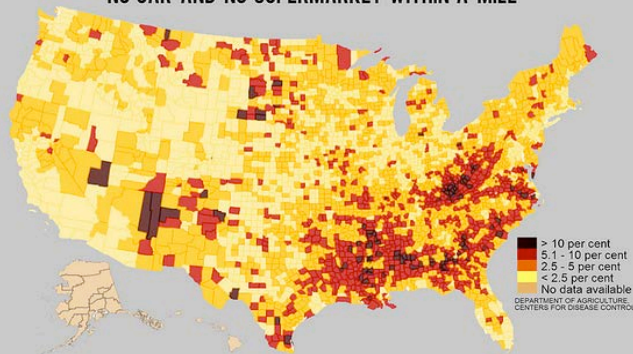 NO CAR AND NO SUPERMARKET WITHIN A MILE
> 10 per cent
5.1 - 10 per cent
2.5 - 5 per cent
< 2.5 per cent
No data available
DEPARTMENT OF AGRICULTURE,
CENTERS FOR DISEASE CONTROL